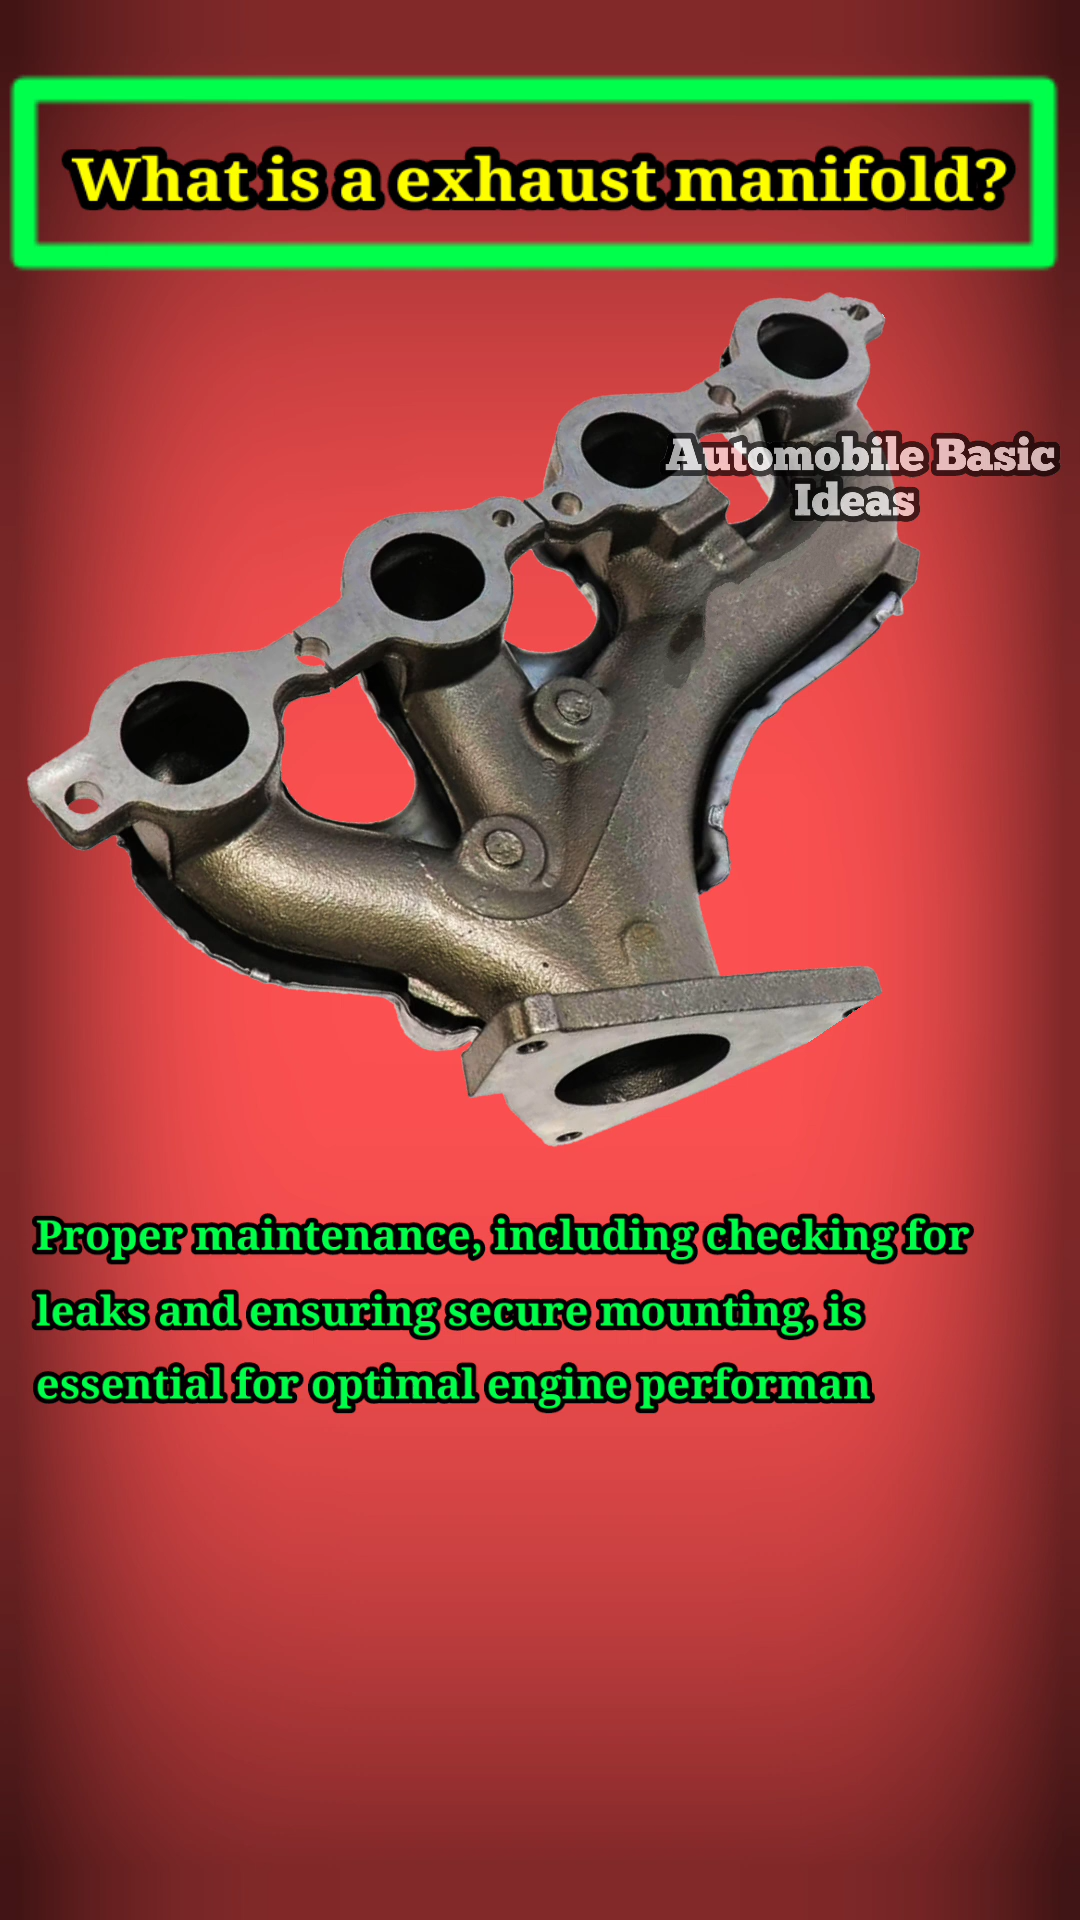 What is a exhaust manifold?
Automobile Basic
Ideas
Proper maintenance, including checking for
leaks and ensuring secure mounting, is
essential for optimal engine performan